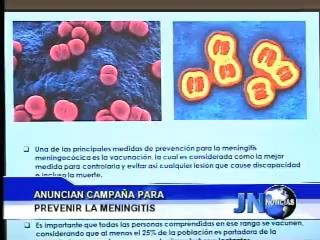 Una de las principales medidas de prevención para la meningitis
meningocócica es la vacunación, la cual es considerada como la mejor
medida para controlarla y evitar así cualquier lesión que cause discapacidad
e incluso la muerte.
ANUNCIAN CAMPAÑA PARA
PREVENIR LA MENINGITIS
JN NOTICIAS
Es importante que todas las personas comprendidas en ese rango se vacunen,
considerando que al menos el 25% de la población es portadora de la